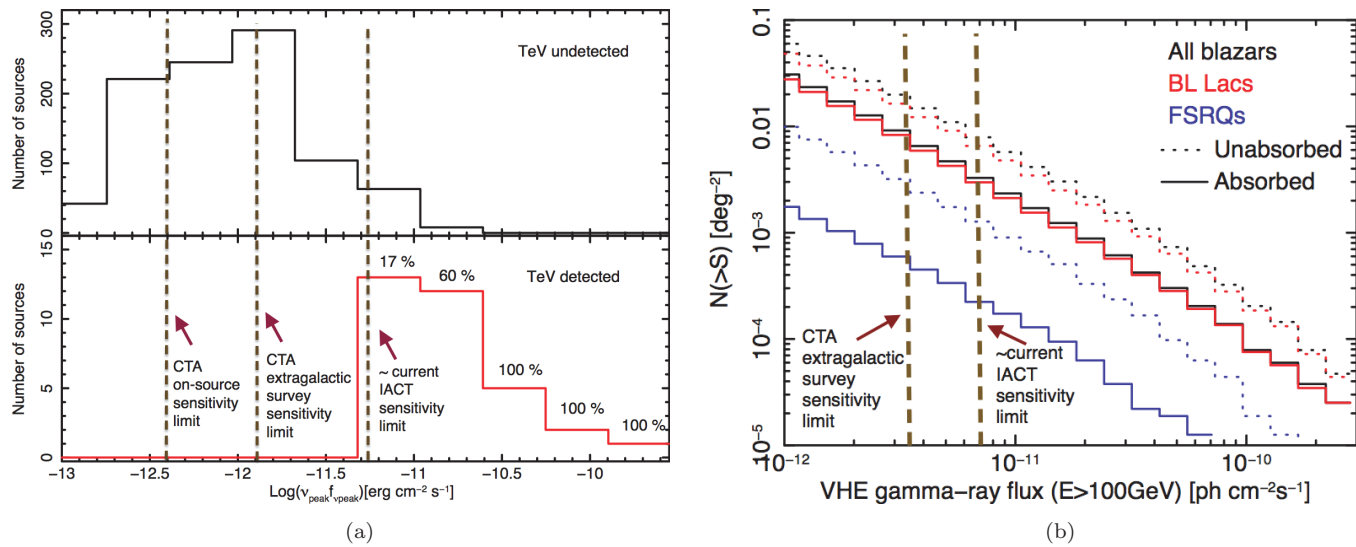 300
200
100
0
Number of sources
TeV undetected
15
10
5
0
Number of sources
TeV detected
17 %
60 %
100 %
100 %
100 %
CTA
on-source
sensitivity
limit
CTA
extragalactic
survey
sensitivity
limit
~ current
IACT
sensitivity
limit
−13 −12.5 −12 −11.5 −11 −10.5 −10
Log(νpeakfνpeak)[erg cm−2 s−1]
(a)
0.1
0.01
10−3
10−4
10−5
N(>S) [deg−2]
All blazars
BL Lacs
FSRQs
Unabsorbed
Absorbed
CTA
extragalactic
survey
sensitivity
limit
~current
IACT
sensitivity
limit
10−12 10−11 10−10
VHE gamma−ray flux (E>100GeV) [ph cm−2s−1]
(b)